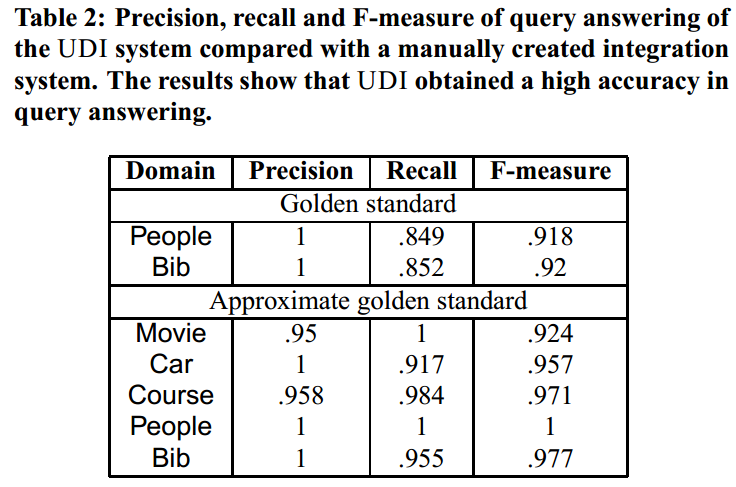 Table 2: Precision, recall and F-measure of query answering of
the UDI system compared with a manually created integration
system. The results show that UDI obtained a high accuracy in
query answering.
Domain Precision Recall F-measure
Golden standard
People 1 .849 .918
Bib 1 .852 .92
Approximate golden standard
Movie .95 1 .924
Car 1 .917 .957
Course .958 .984 .971
People 1 1 1
Bib 1 .955 .977